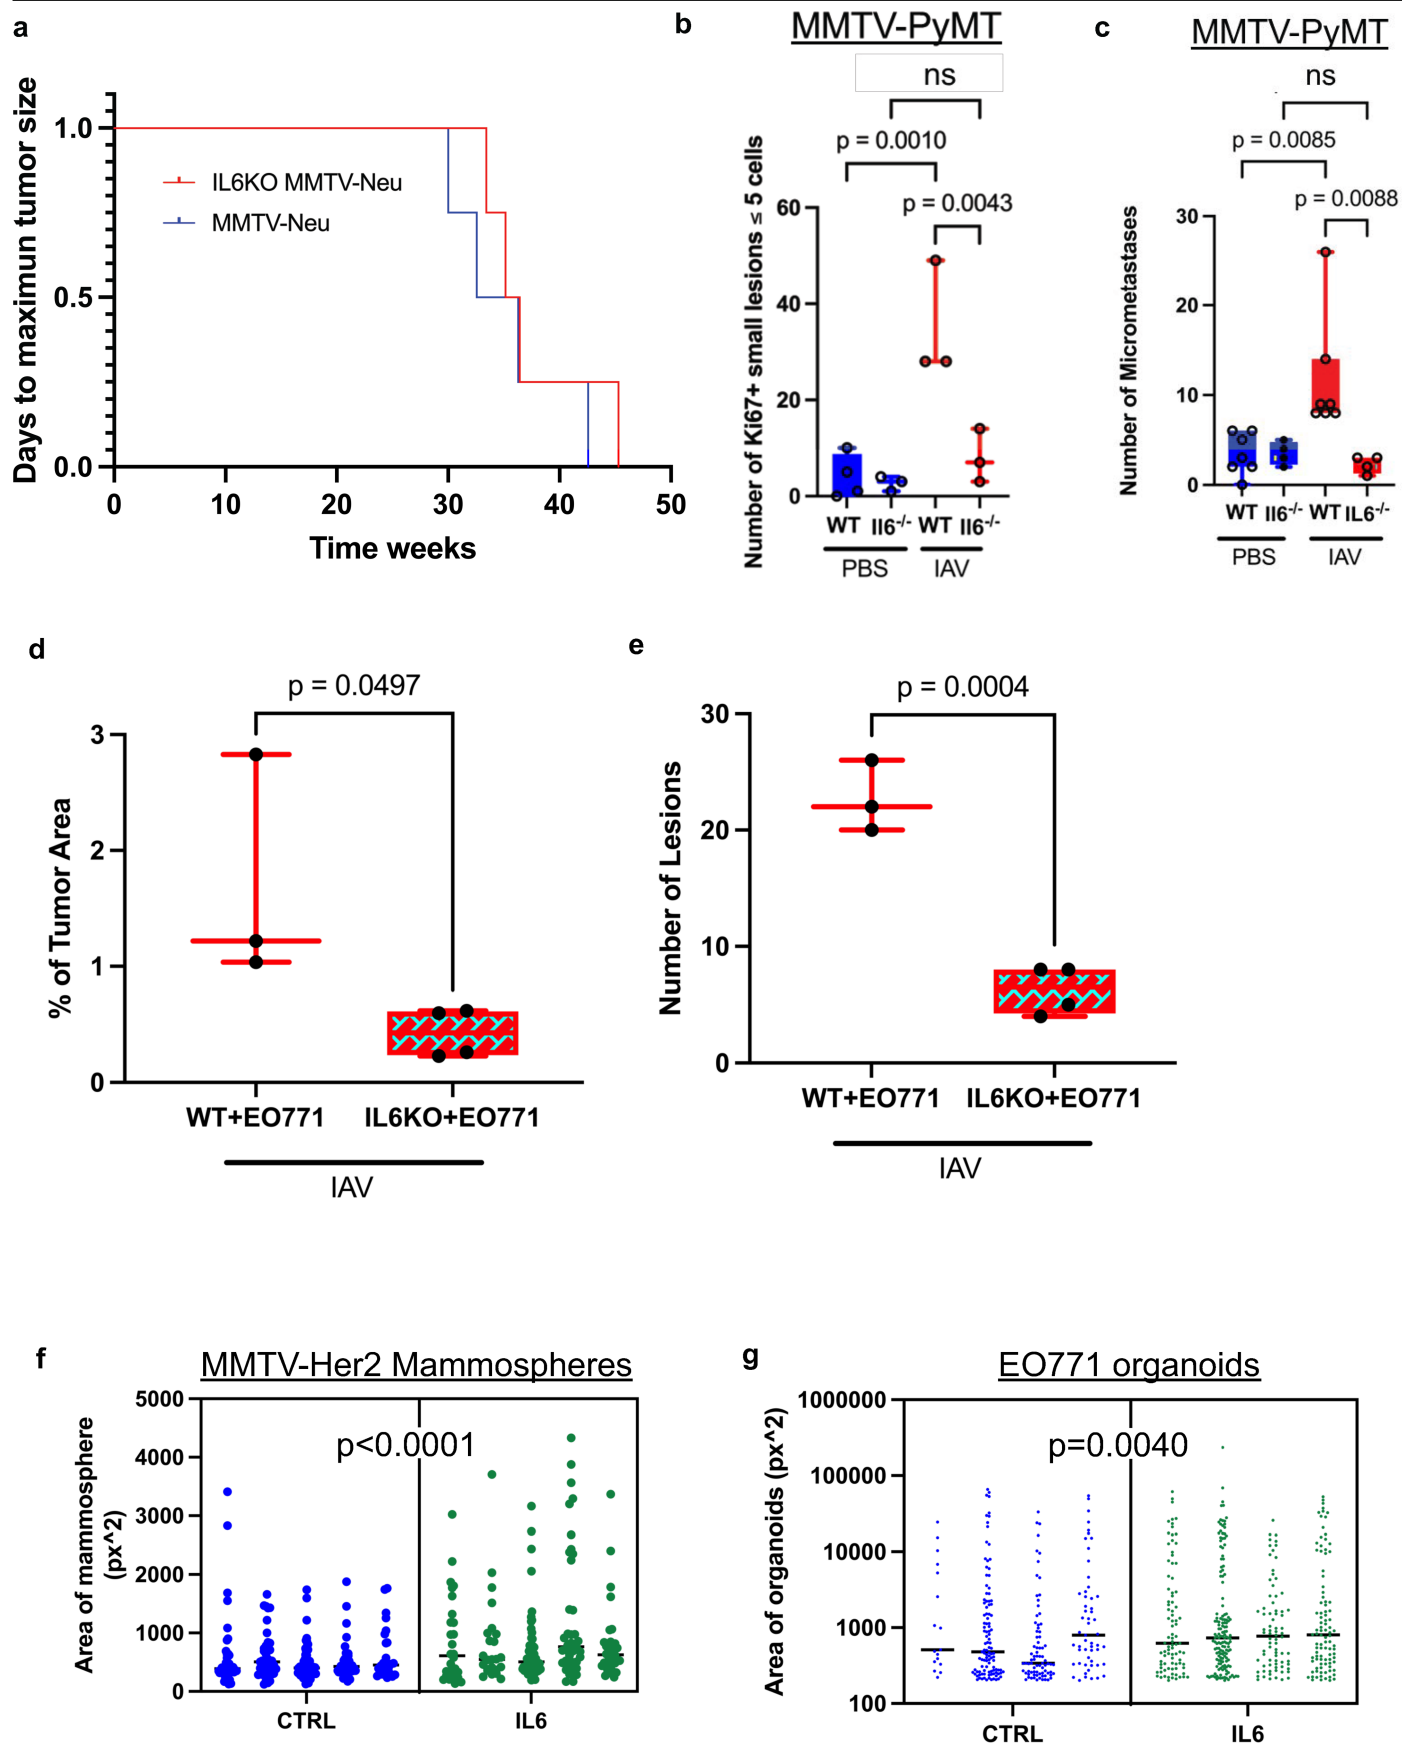 a
Days to maximun tumor size
1.0
0.5
0.0
IL6KO MMTV-Neu
MMTV-Neu
0 10 20 30 40 50
Time weeks
b
MMTV-PyMT
ns
p = 0.0010
p = 0.0043
Number of Ki67+ small lesions ≤ 5 cells
60
40
20
0
WT Il6-/- WT Il6-/-
PBS IAV
c
MMTV-PyMT
ns
p = 0.0085
p = 0.0088
Number of Micrometastases
30
20
10
0
WT Il6-/- WT IL6-/-
PBS IAV
d
p = 0.0497
% of Tumor Area
3
2
1
0
WT+EO771 IL6KO+EO771
IAV
e
p = 0.0004
Number of Lesions
30
20
10
0
WT+EO771 IL6KO+EO771
IAV
f
MMTV-Her2 Mammospheres
p<0.0001
Area of mammosphere
(px^2)
5000
4000
3000
2000
1000
0
CTRL IL6
g
EO771 organoids
p=0.0040
Area of organoids (px^2)
1000000
100000
10000
1000
100
CTRL IL6